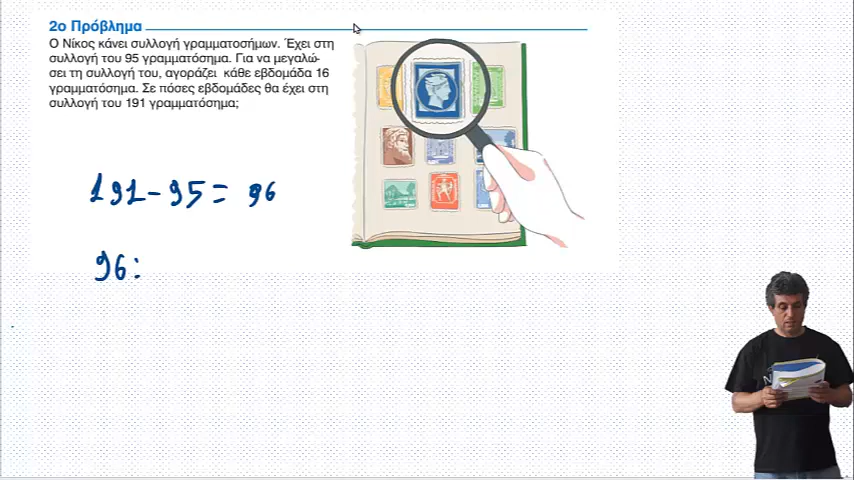 2ο Πρόβλημα
Ο Νίκος κάνει συλλογή γραμματοσήμων. Έχει στη
συλλογή του 95 γραμματόσημα. Για να μεγαλώ-
σει τη συλλογή του, αγοράζει κάθε εβδομάδα 16
γραμματόσημα. Σε πόσες εβδομάδες θα έχει στη
συλλογή του 191 γραμματόσημα;
191-95= 96
96: